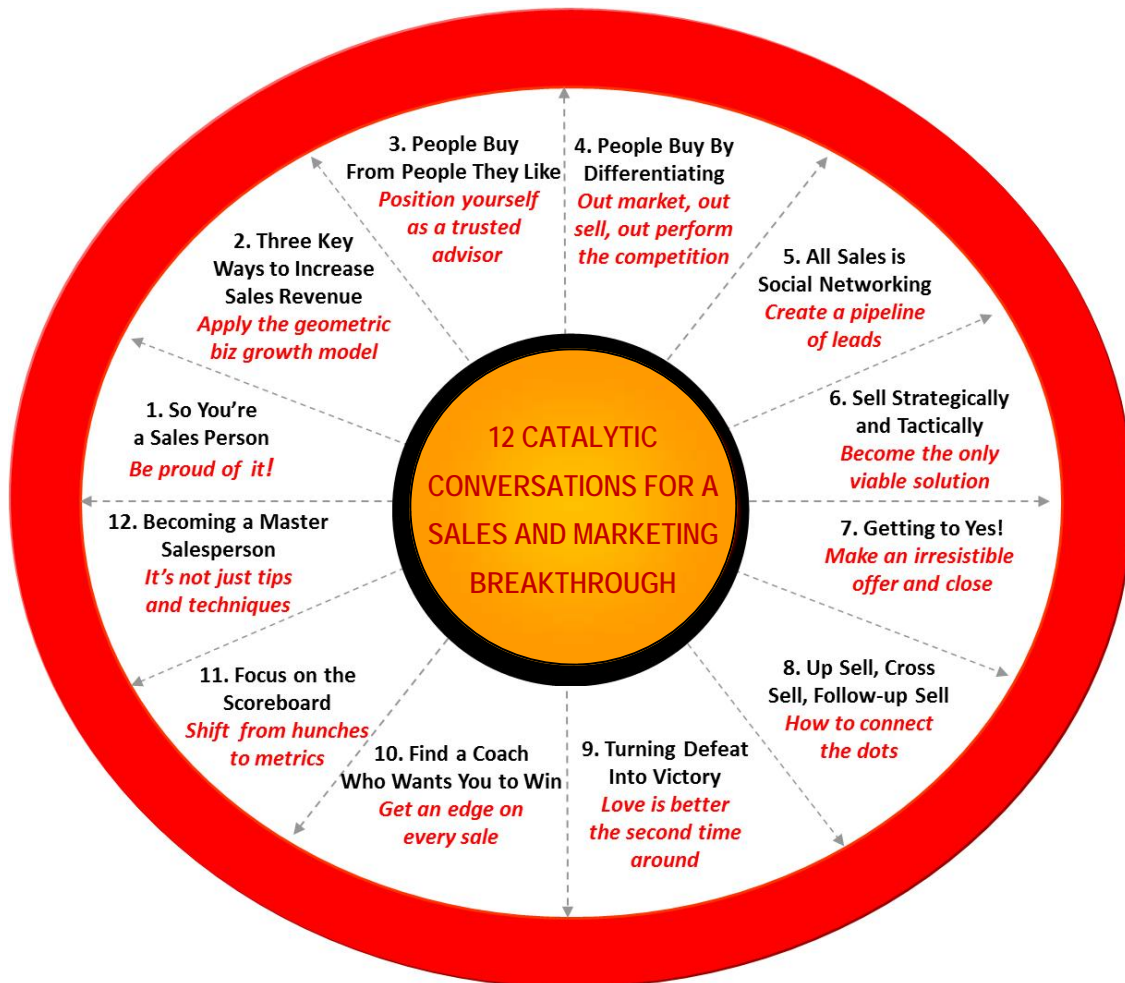 12 CATALYTIC
CONVERSATIONS FOR A
SALES AND MARKETING
BREAKTHROUGH
1. So You’re
a Sales Person
Be proud of it!
2. Three Key
Ways to Increase
Sales Revenue
Apply the geometric
biz growth model
3. People Buy
From People They Like
Position yourself
as a trusted
advisor
4. People Buy By
Differentiating
Out market, out
sell, out perform
the competition
5. All Sales is
Social Networking
Create a pipeline
of leads
6. Sell Strategically
and Tactically
Become the only
viable solution
7. Getting to Yes!
Make an irresistible
offer and close
8. Up Sell, Cross
Sell, Follow-up Sell
How to connect
the dots
9. Turning Defeat
Into Victory
Love is better
the second time
around
10. Find a Coach
Who Wants You to Win
Get an edge on
every sale
11. Focus on the
Scoreboard
Shift from hunches
to metrics
12. Becoming a Master
Salesperson
It’s not just tips
and techniques